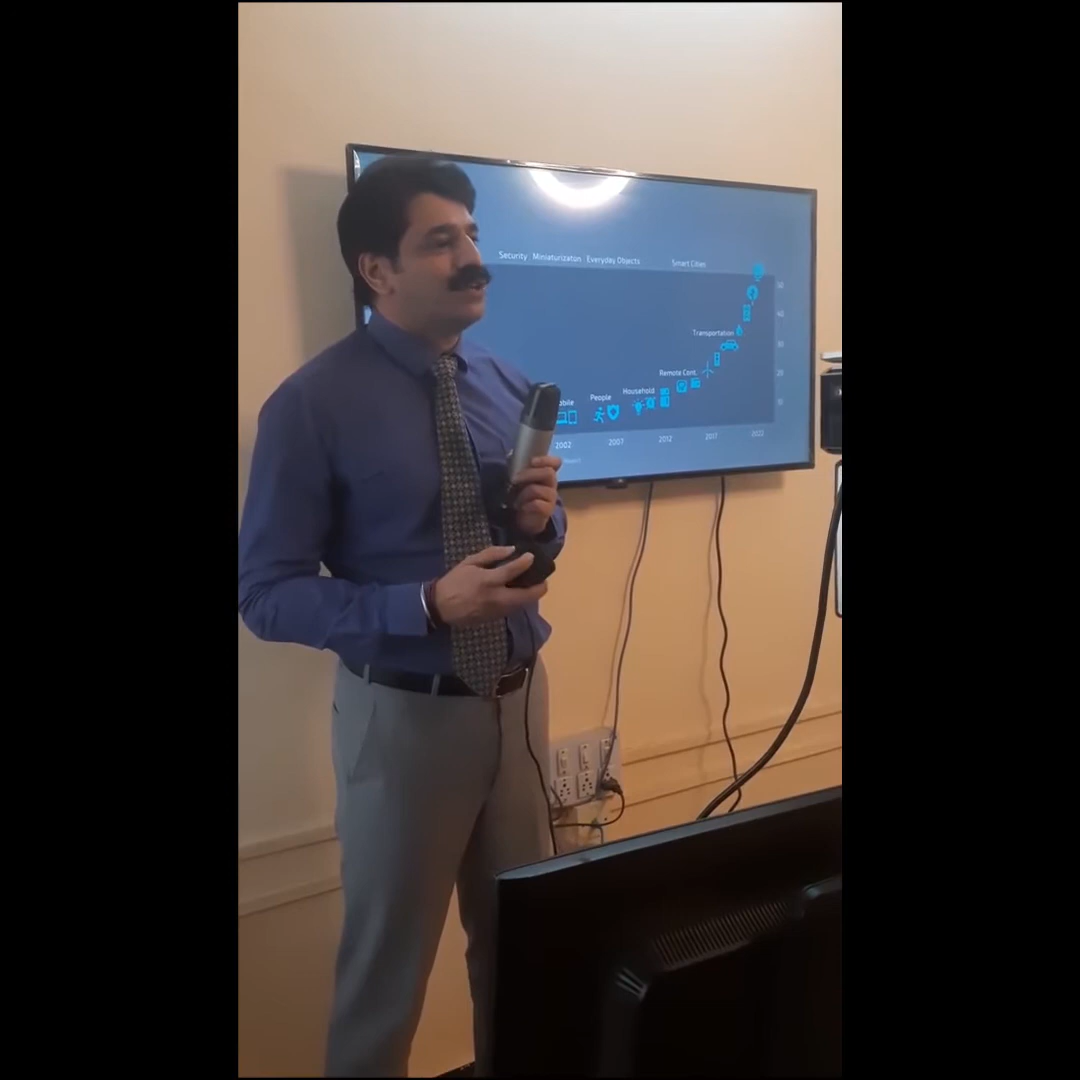 Security Miniaturization Everyday Objects Smart Cities
50
40
Transportation
30
Remote Cont.
20
Household
People
10
2002 2007 2012 2017 2022